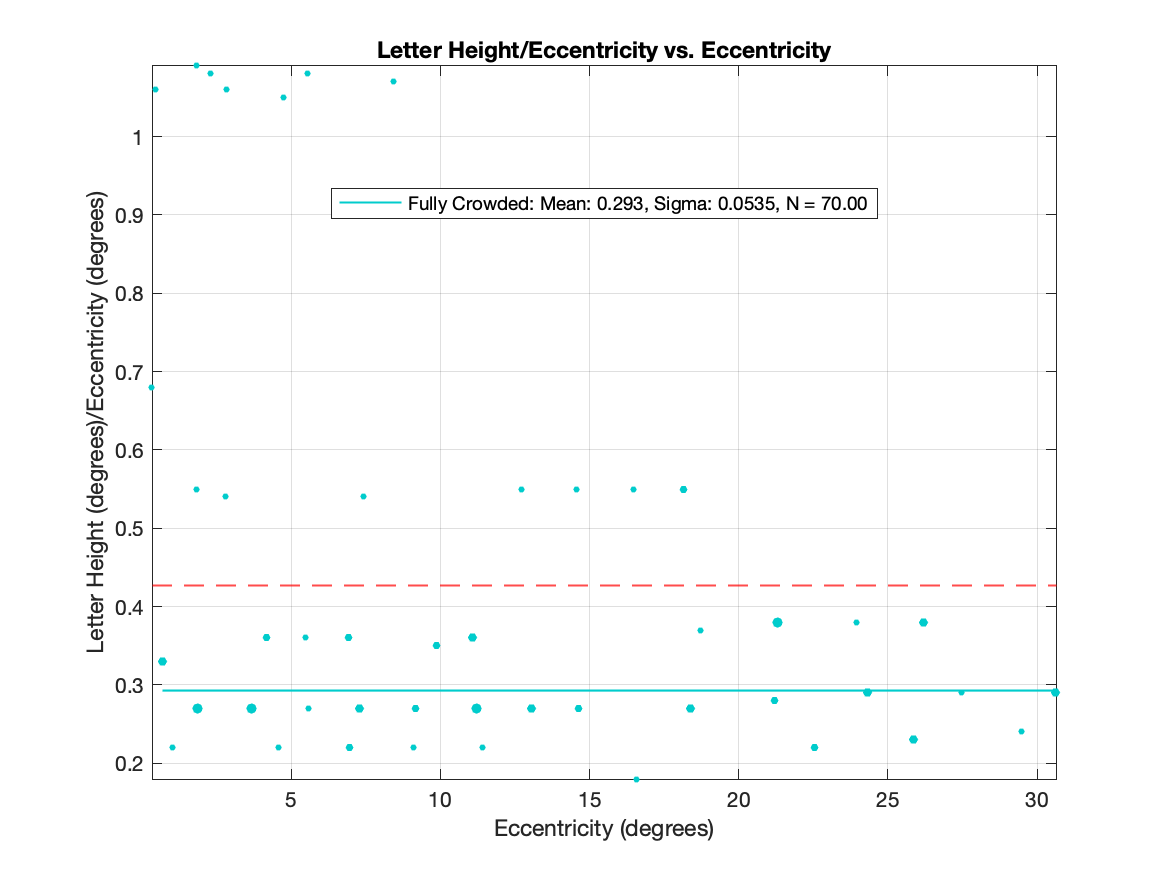 Letter Height/Eccentricity vs. Eccentricity
Letter Height (degrees)/Eccentricity (degrees)
1
0.9
0.8
0.7
0.6
0.5
0.4
0.3
0.2
Fully Crowded: Mean: 0.293, Sigma: 0.0535, N = 70.00
5 10 15 20 25 30
Eccentricity (degrees)